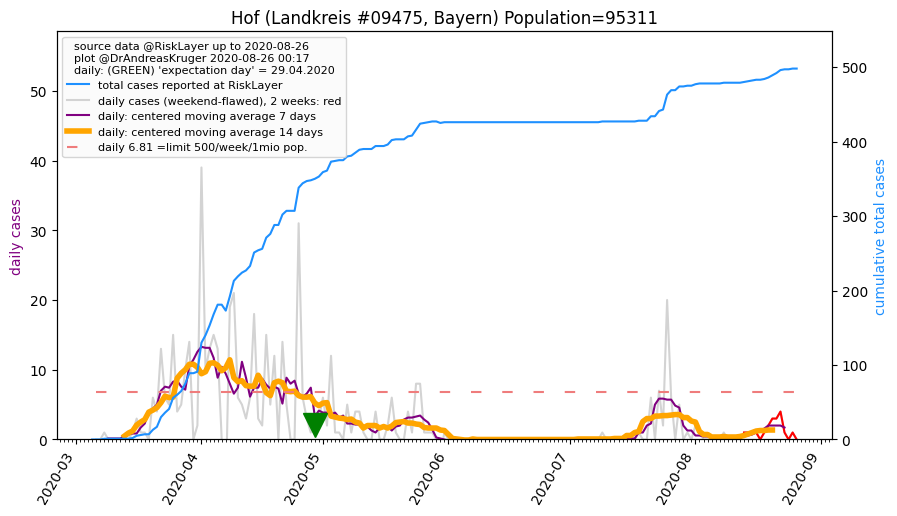 Hof (Landkreis #09475, Bayern) Population=95311
source data @RiskLayer up to 2020-08-26
plot @DrAndreasKruger 2020-08-26 00:17
daily: (GREEN) 'expectation day' = 29.04.2020
total cases reported at RiskLayer
daily cases (weekend-flawed), 2 weeks: red
daily: centered moving average 7 days
daily: centered moving average 14 days
daily 6.81 =limit 500/week/1mio pop.
daily cases
50
40
30
20
10
0
500
400
300
200
100
0
cumulative total cases
2020-03
2020-04
2020-05
2020-06
2020-07
2020-08
2020-09